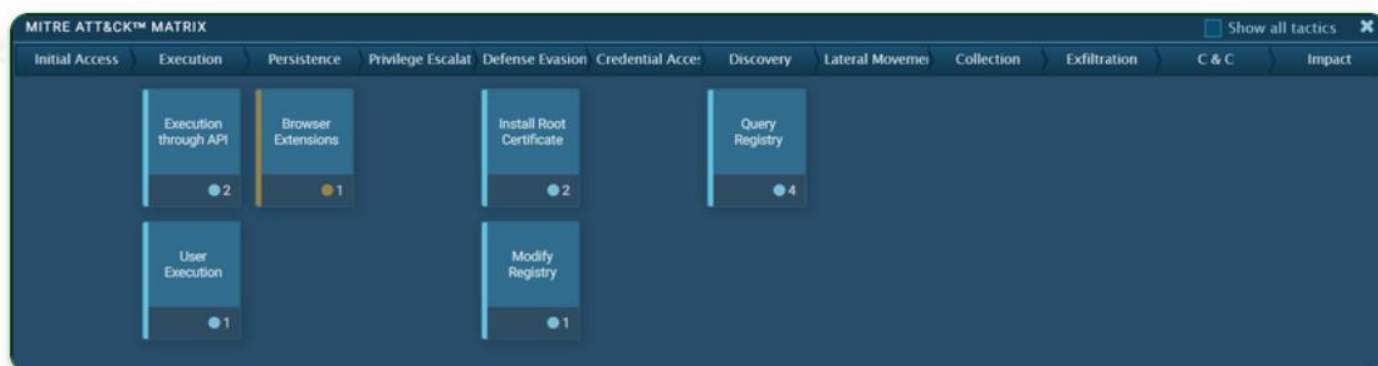 MITRE ATT&CK™ MATRIX
Show all tactics
Initial Access Execution Persistence Privilege Escalat Defense Evasion Credential Acces Discovery Lateral Movemei Collection Exfiltration C & C Impact
Execution through API
2
Browser Extensions
1
Install Root Certificate
2
Query Registry
4
User Execution
1
Modify Registry
1